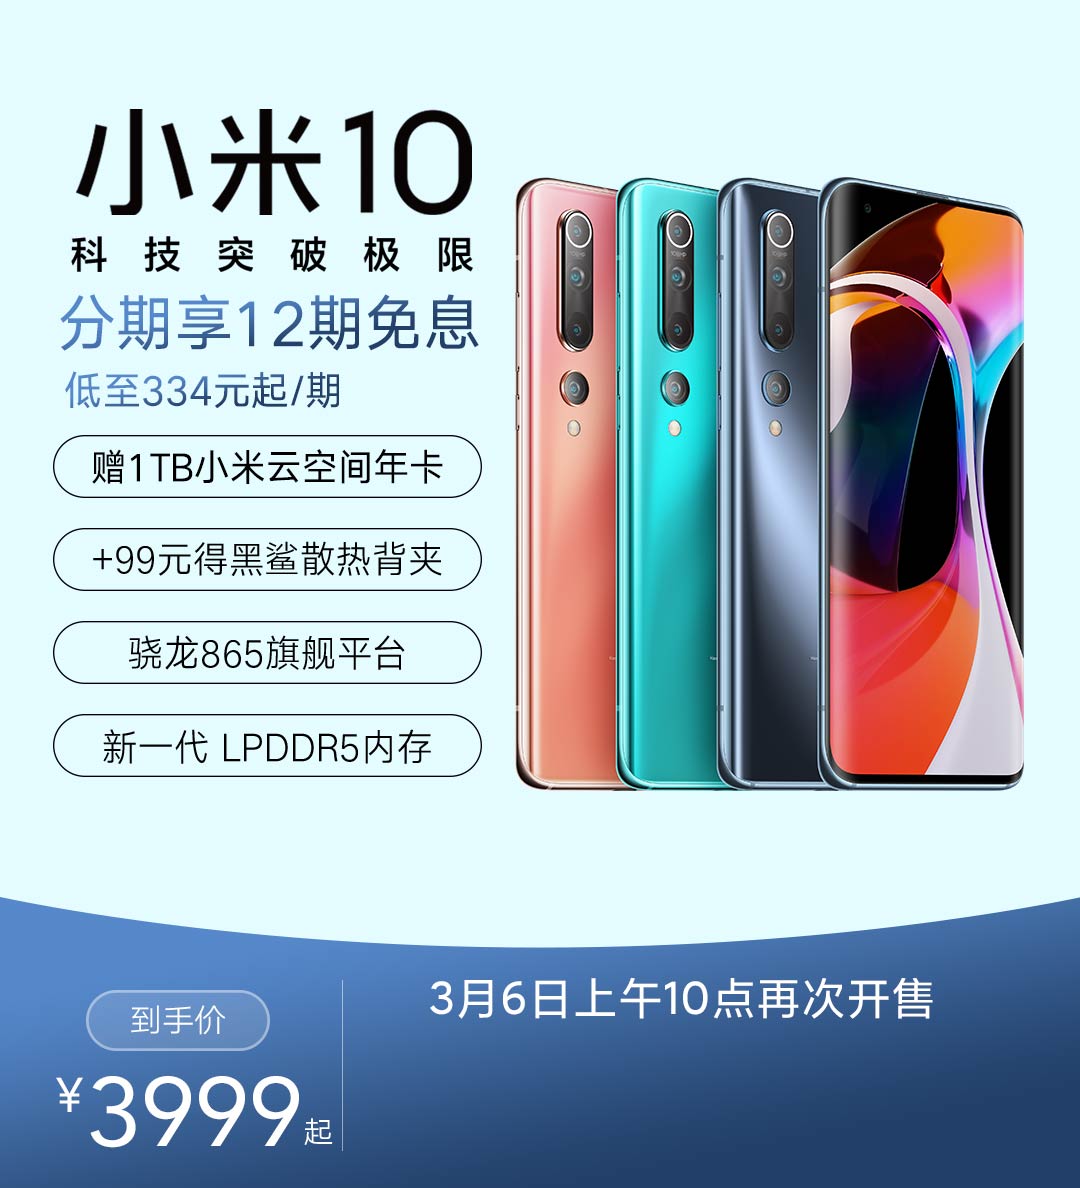 小米10
科技突破极限
分期享12期免息
低至334元起/期
赠1TB小米云空间年卡
+99元得黑鲨散热背夹
骁龙865旗舰平台
新一代 LPDDR5内存
到手价
¥3999起
3月6日上午10点再次开售